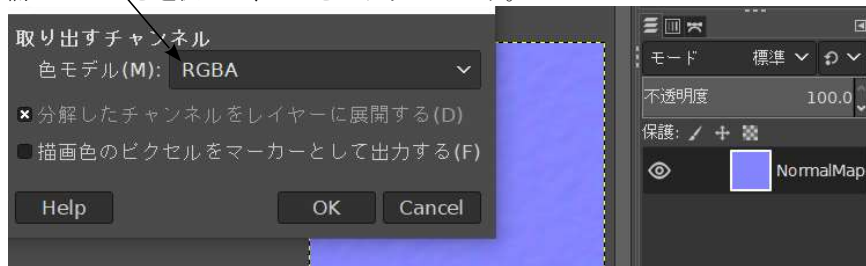 取り出すチャンネル
色モデル(M): RGBA
分解したチャンネルをレイヤーに展開する(D)
描画色のピクセルをマーカーとして出力する(F)
Help OK Cancel
モード 標準
不透明度 100.0
保護:
NormalMap